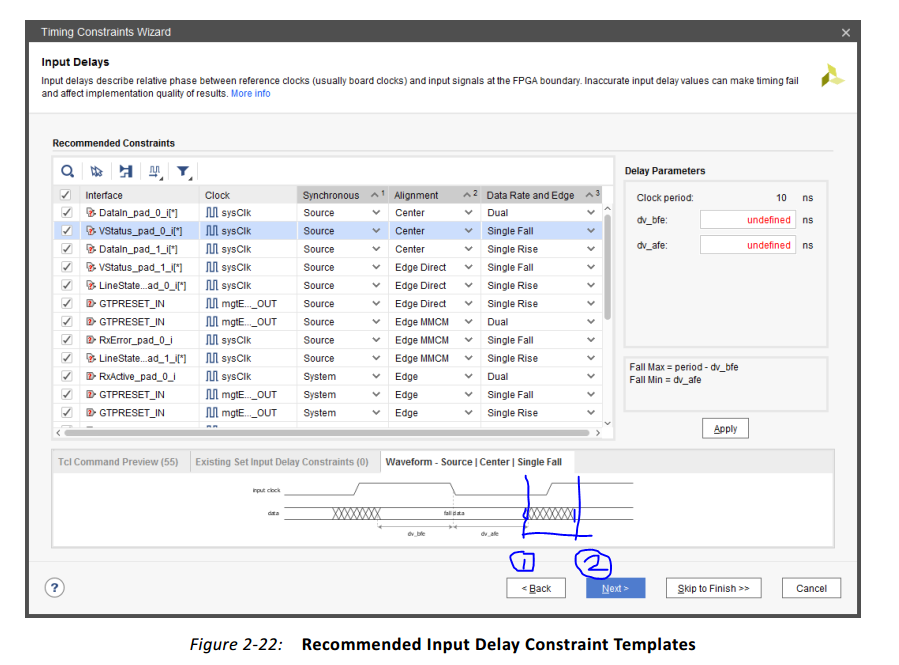 Timing Constraints Wizard
Input Delays
Input delays describe relative phase between reference clocks (usually board clocks) and input signals at the FPGA boundary. Inaccurate input delay values can make timing fail
and affect implementation quality of results. More info
Recommended Constraints
Interface Clock Synchronous 1 Alignment 2 Data Rate and Edge 3
DataIn_pad_0_i[*] sysClk Source Center Dual
VStatus_pad_0_i[*] sysClk Source Center Single Fall
DataIn_pad_1_i[*] sysClk Source Center Single Rise
VStatus_pad_1_i[*] sysClk Source Edge Direct Single Fall
LineState...ad_0_i[*] sysClk Source Edge Direct Single Rise
GTPRESET_IN mgtE..._OUT Source Edge Direct Single Rise
GTPRESET_IN mgtE..._OUT Source Edge MMCM Dual
RxError_pad_0_i sysClk Source Edge MMCM Single Fall
LineState...ad_1_i[*] sysClk Source Edge MMCM Single Rise
RxActive_pad_0_i sysClk System Edge Dual
GTPRESET_IN mgtE..._OUT System Edge Single Fall
GTPRESET_IN mgtE..._OUT System Edge Single Rise
Delay Parameters
Clock period: 10 ns
dv_bfe: undefined ns
dv_afe: undefined ns
Fall Max = period - dv_bfe
Fall Min = dv_afe
Apply
Tcl Command Preview (55) Existing Set Input Delay Constraints (0) Waveform - Source | Center | Single Fall
input clock
data fall data
dv_bfe dv_afe
1 2
? < Back Next > Skip to Finish >> Cancel
Figure 2-22: Recommended Input Delay Constraint Templates